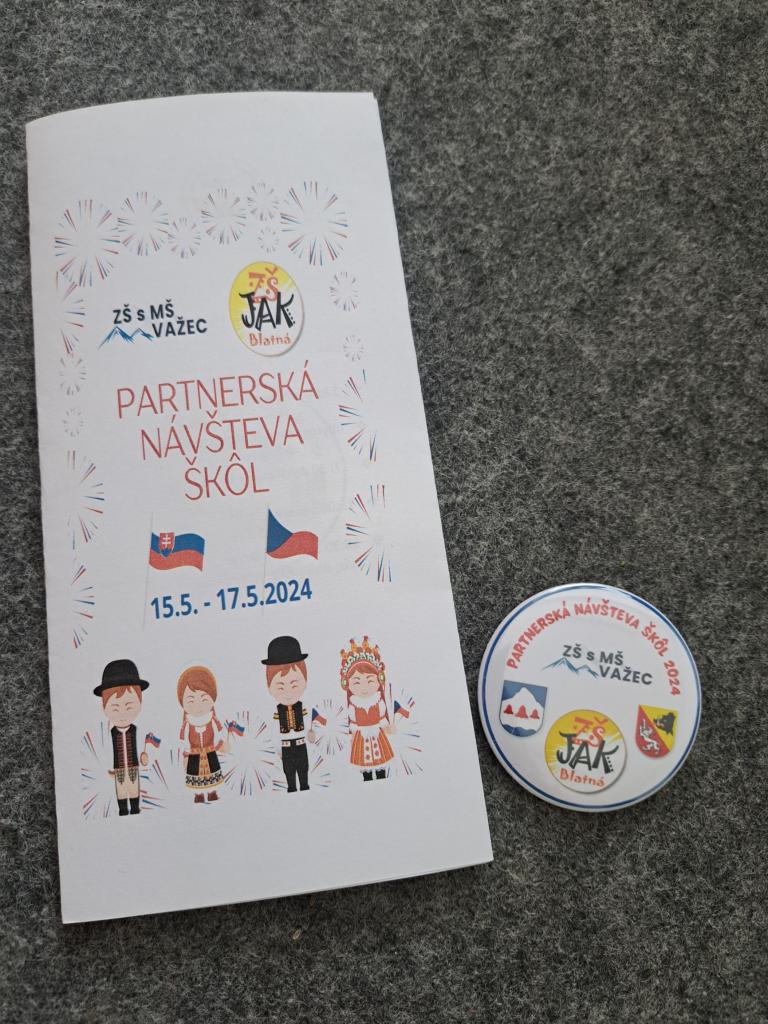 ZŠ s MŠ
VAŽEC
ZŠ
JAK
Blatná
PARTNERSKÁ
NÁVŠTEVA
ŠKÔL
15.5. - 17.5.2024
PARTNERSKÁ NÁVŠTEVA ŠKÔL 2024
ZŠ s MŠ
VAŽEC
ZŠ
JAK
Blatná